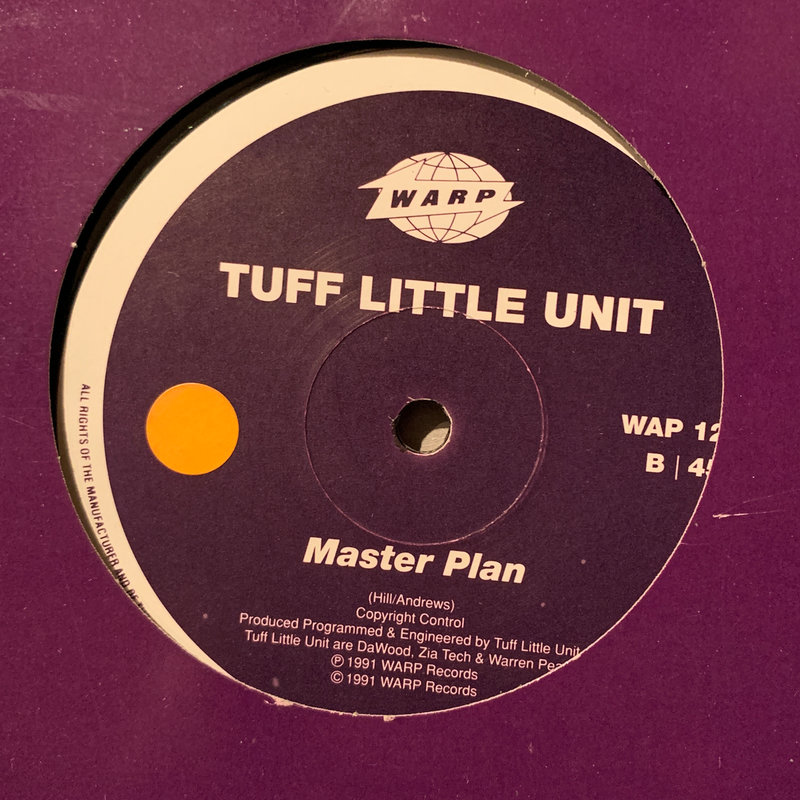 WARP
TUFF LITTLE UNIT
WAP 12
B | 45
ALL RIGHTS OF THE MANUFACTURER AND
Master Plan
(Hill/Andrews)
Copyright Control
Produced Programmed & Engineered by Tuff Little Unit
Tuff Little Unit are DaWood, Zia Tech & Warren
℗ 1991 WARP Records
© 1991 WARP Records